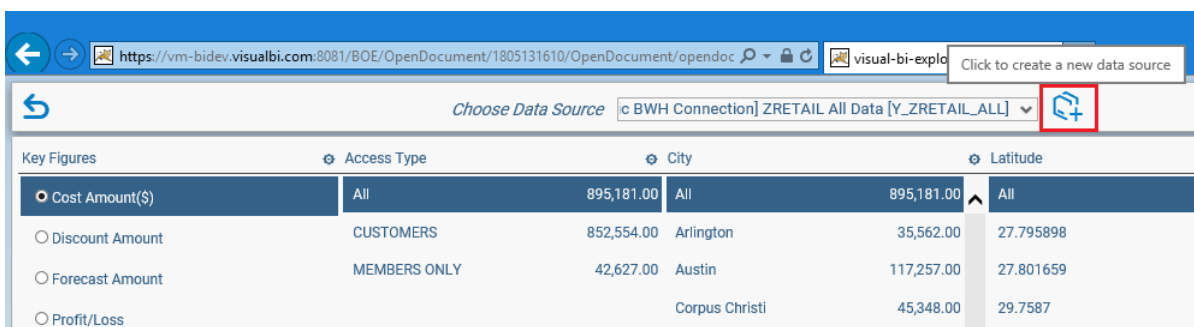 https://vm-bidev.visualbi.com:8081/BOE/OpenDocument/1805131610/OpenDocument/opendoc
visual-bi-explo
Click to create a new data source
Choose Data Source c BWH Connection] ZRETAIL All Data [Y_ZRETAIL_ALL]
Key Figures Access Type City Latitude
Cost Amount($) All 895,181.00 All 895,181.00 All
Discount Amount CUSTOMERS 852,554.00 Arlington 35,562.00 27.795898
Forecast Amount MEMBERS ONLY 42,627.00 Austin 117,257.00 27.801659
Profit/Loss Corpus Christi 45,348.00 29.7587